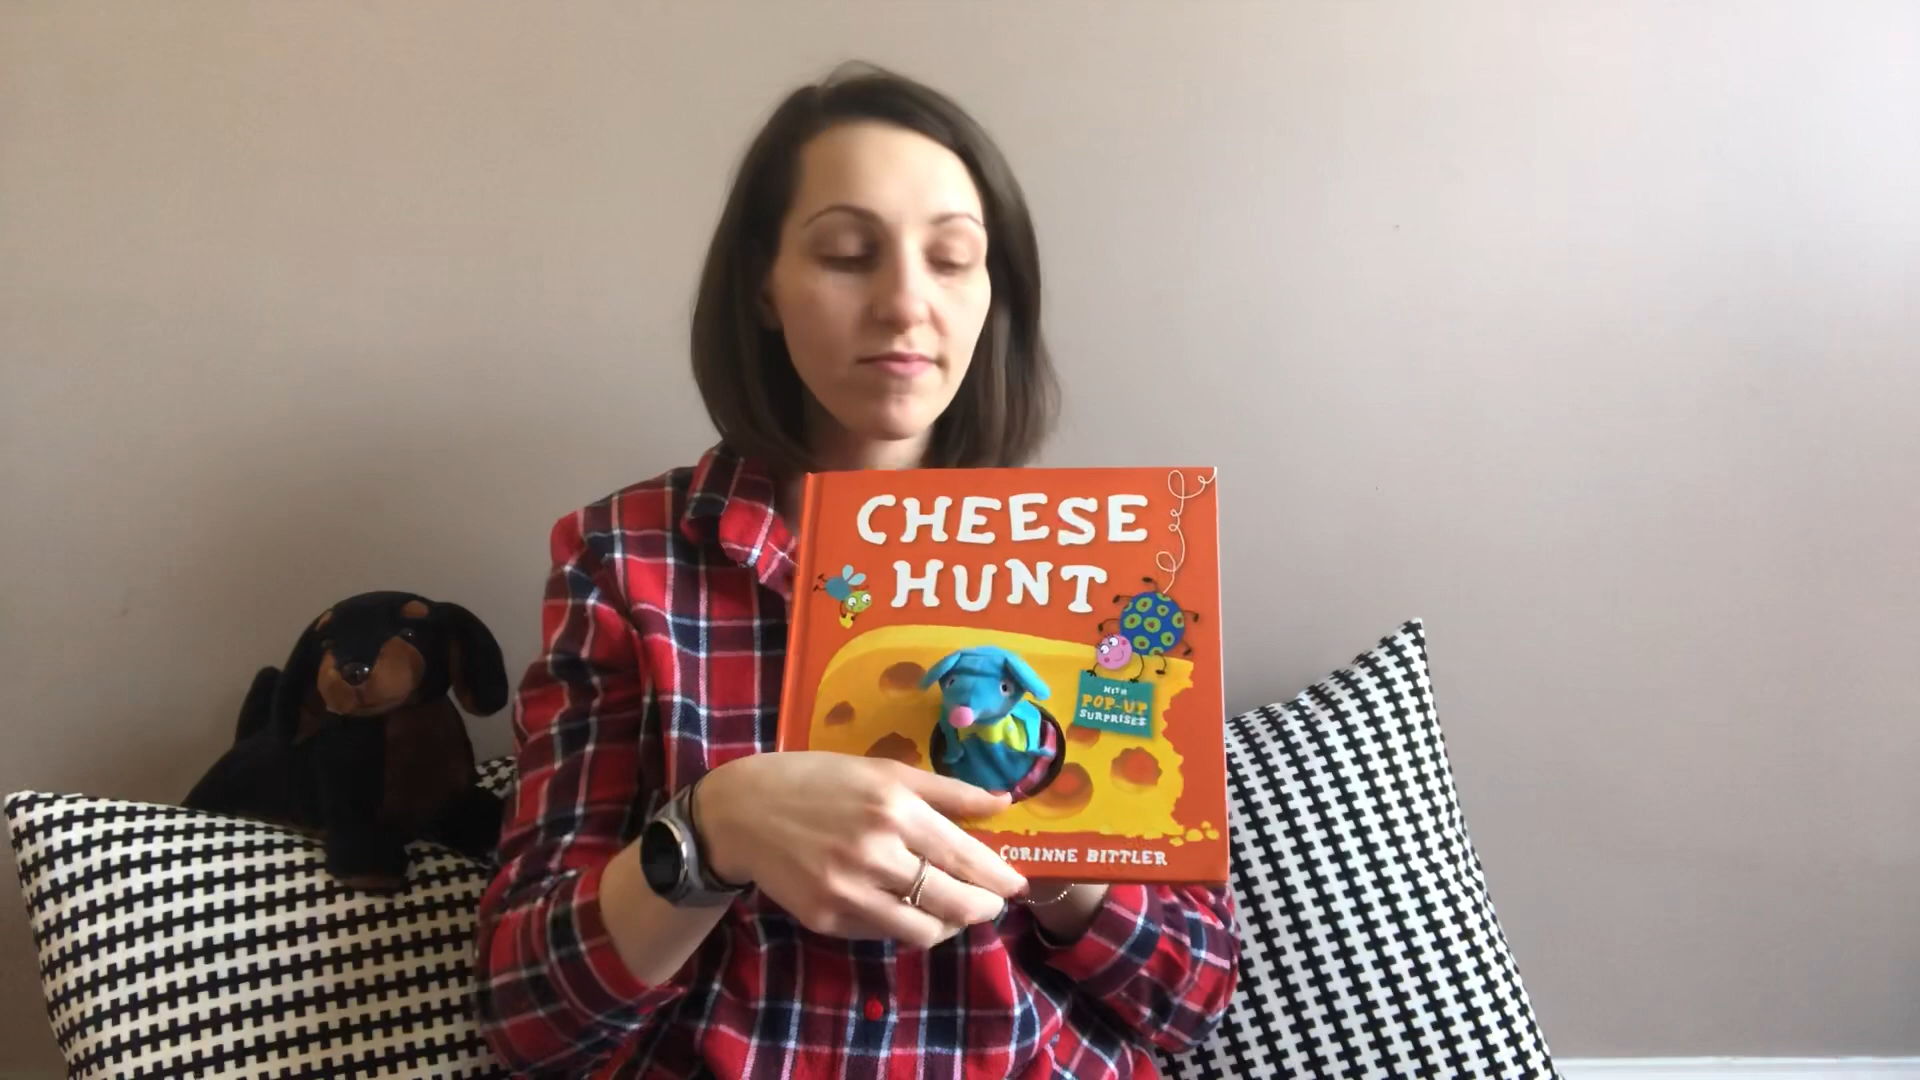 CHEESE
HUNT
WITH
POP-UP
SURPRISES
CORINNE BITTLER